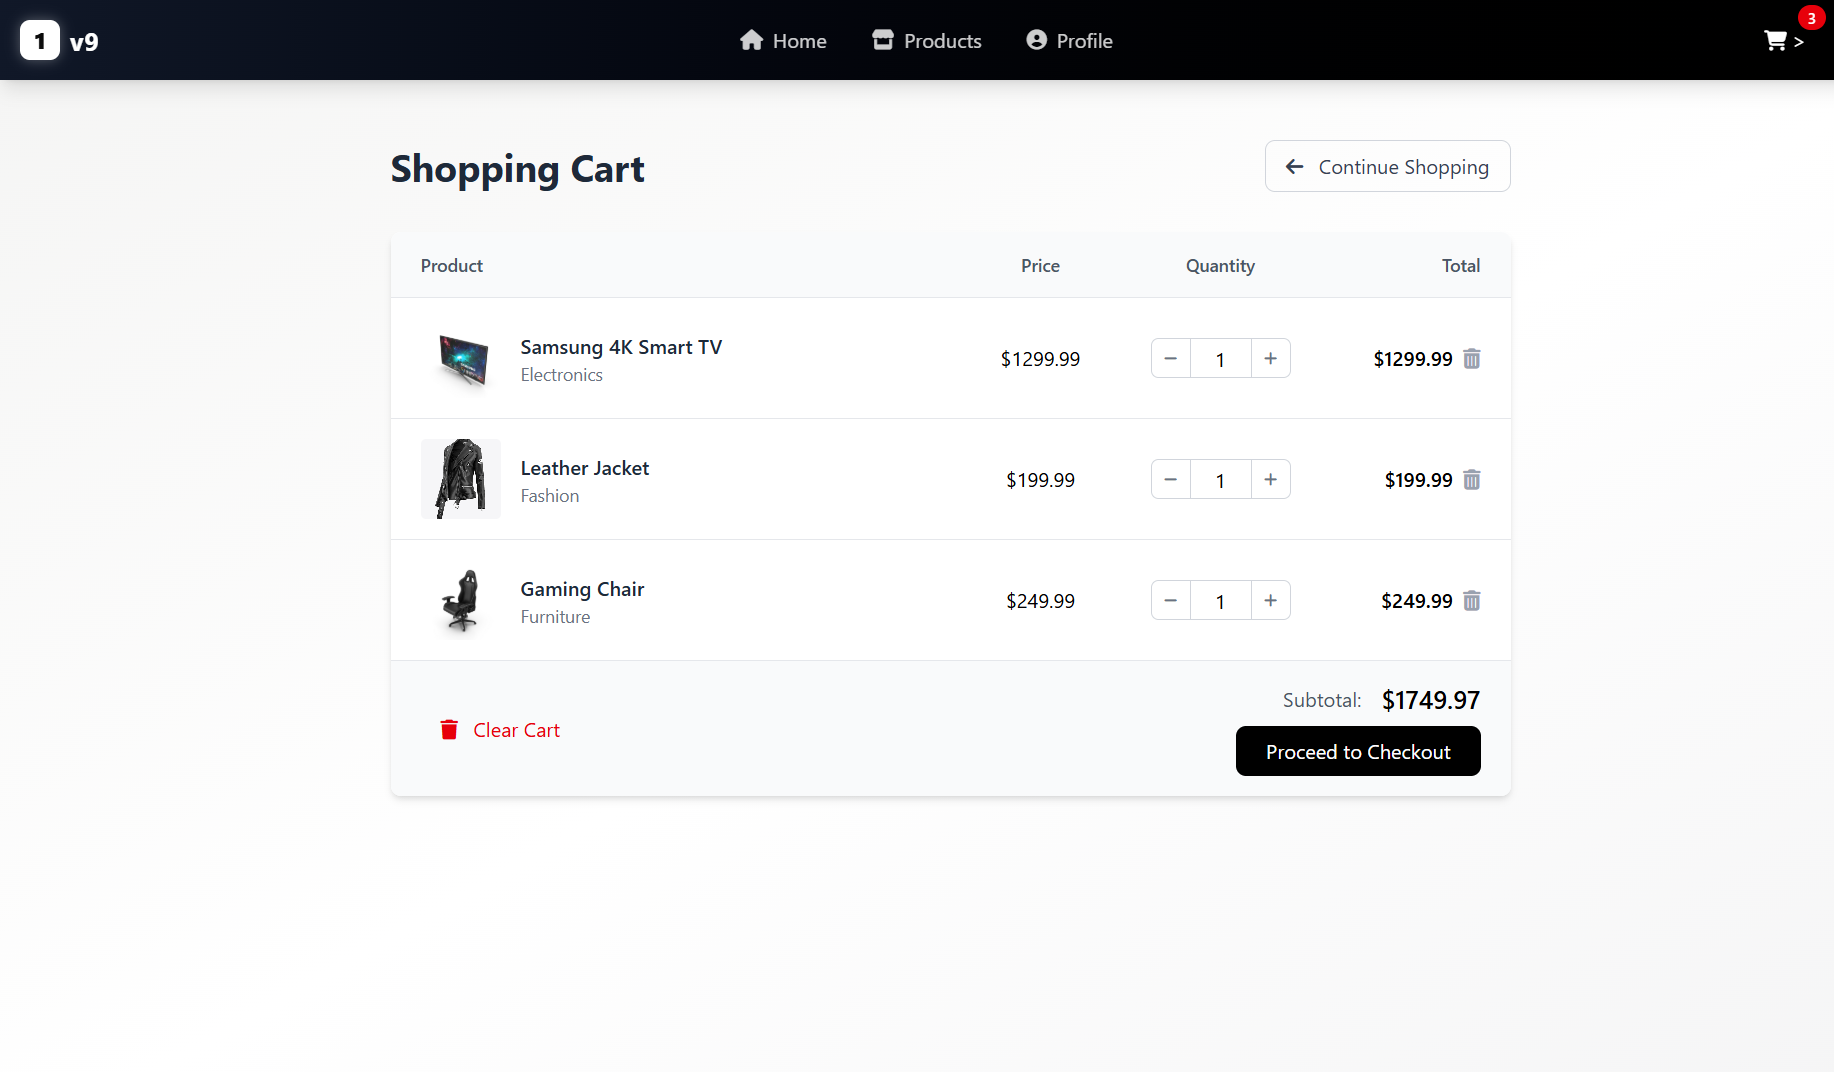 1 v9
Home Products Profile
3
>
Shopping Cart
Continue Shopping
Product Price Quantity Total
Samsung 4K Smart TV
Electronics
$1299.99 − 1 + $1299.99
Leather Jacket
Fashion
$199.99 − 1 + $199.99
Gaming Chair
Furniture
$249.99 − 1 + $249.99
Subtotal: $1749.97
Clear Cart
Proceed to Checkout